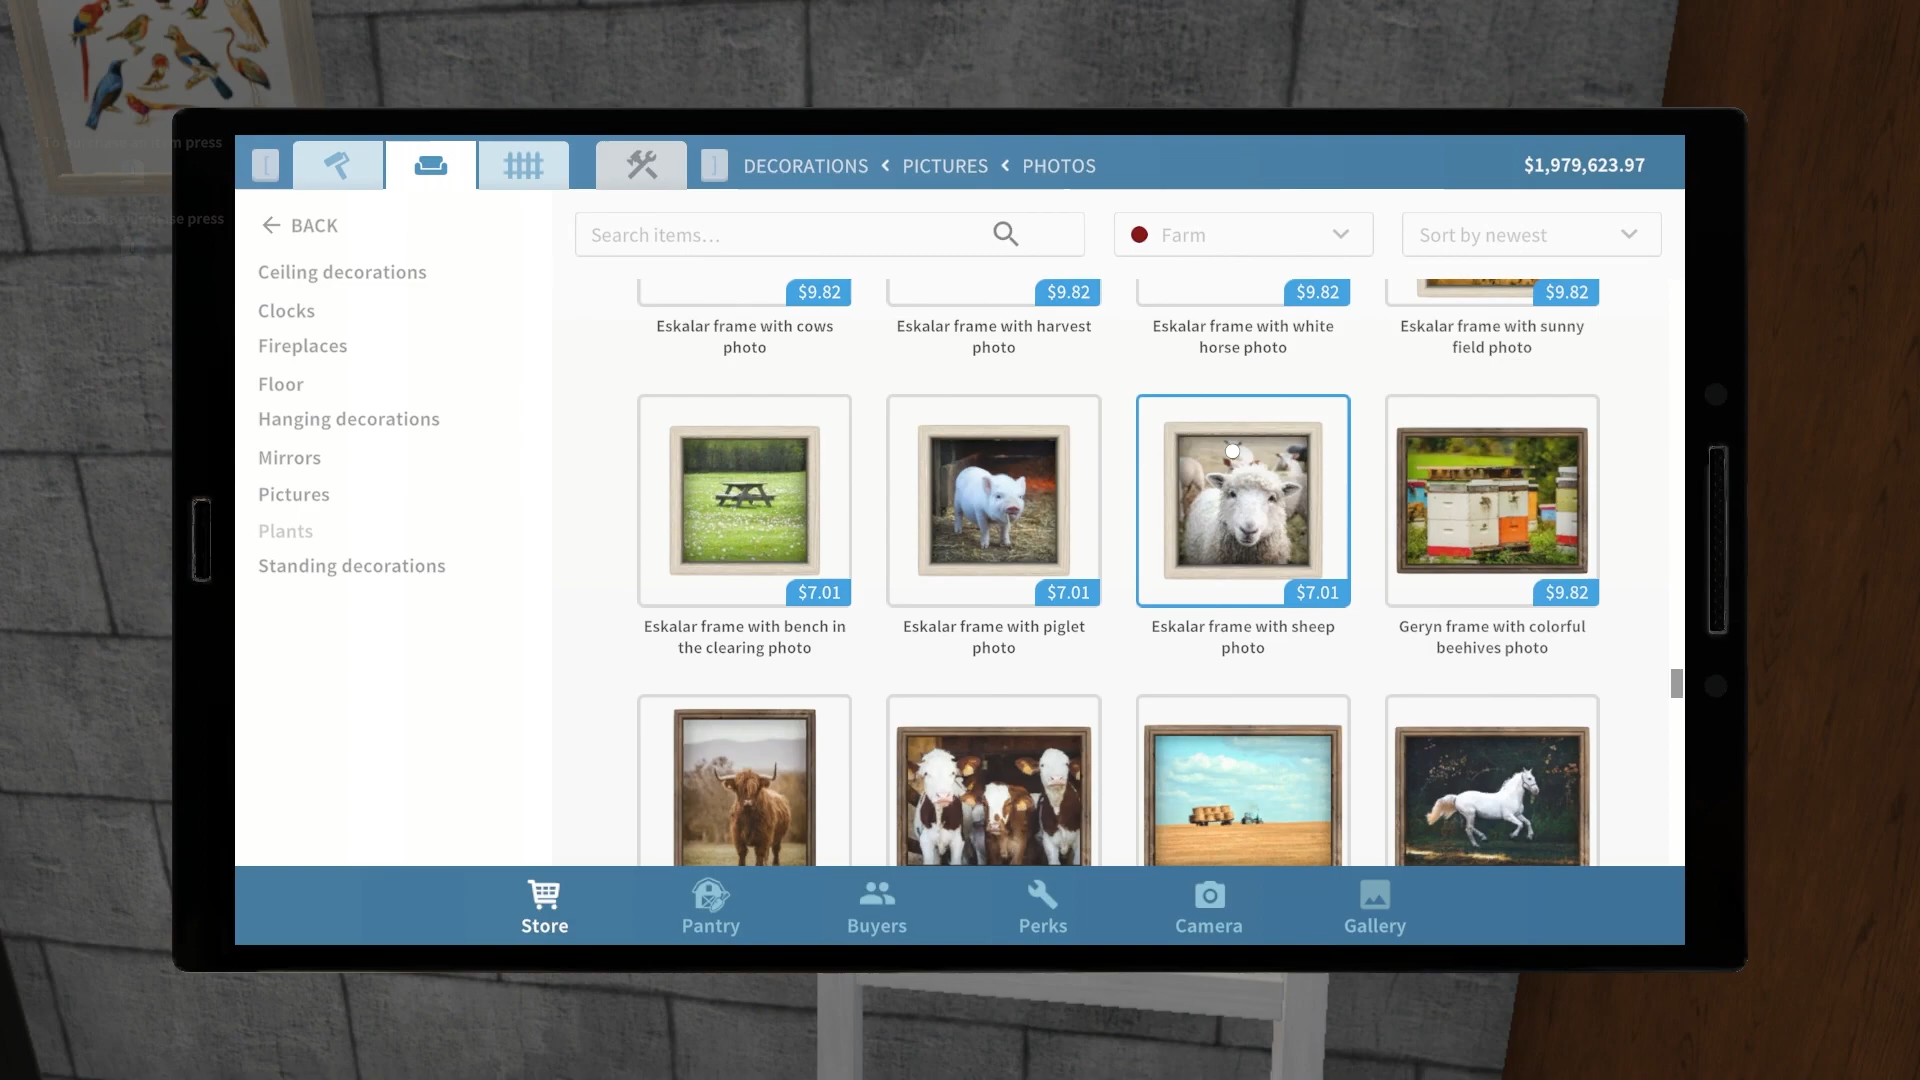 [
]
DECORATIONS < PICTURES < PHOTOS
$1,979,623.97
BACK
Ceiling decorations
Clocks
Fireplaces
Floor
Hanging decorations
Mirrors
Pictures
Plants
Standing decorations
Search items...
Farm
Sort by newest
$9.82
$9.82
$9.82
$9.82
Eskalar frame with cows
photo
Eskalar frame with harvest
photo
Eskalar frame with white
horse photo
Eskalar frame with sunny
field photo
$7.01
$7.01
$7.01
$9.82
Eskalar frame with bench in
the clearing photo
Eskalar frame with piglet
photo
Eskalar frame with sheep
photo
Geryn frame with colorful
beehives photo
Store
Pantry
Buyers
Perks
Camera
Gallery